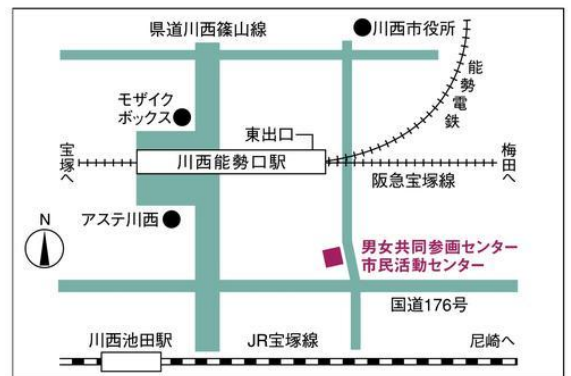 県道川西篠山線
川西市役所
能勢電鉄
モザイク
ボックス
東出口
宝塚へ
川西能勢口駅
梅田へ
阪急宝塚線
アステ川西
N
男女共同参画センター
市民活動センター
国道176号
川西池田駅
JR宝塚線
尼崎へ